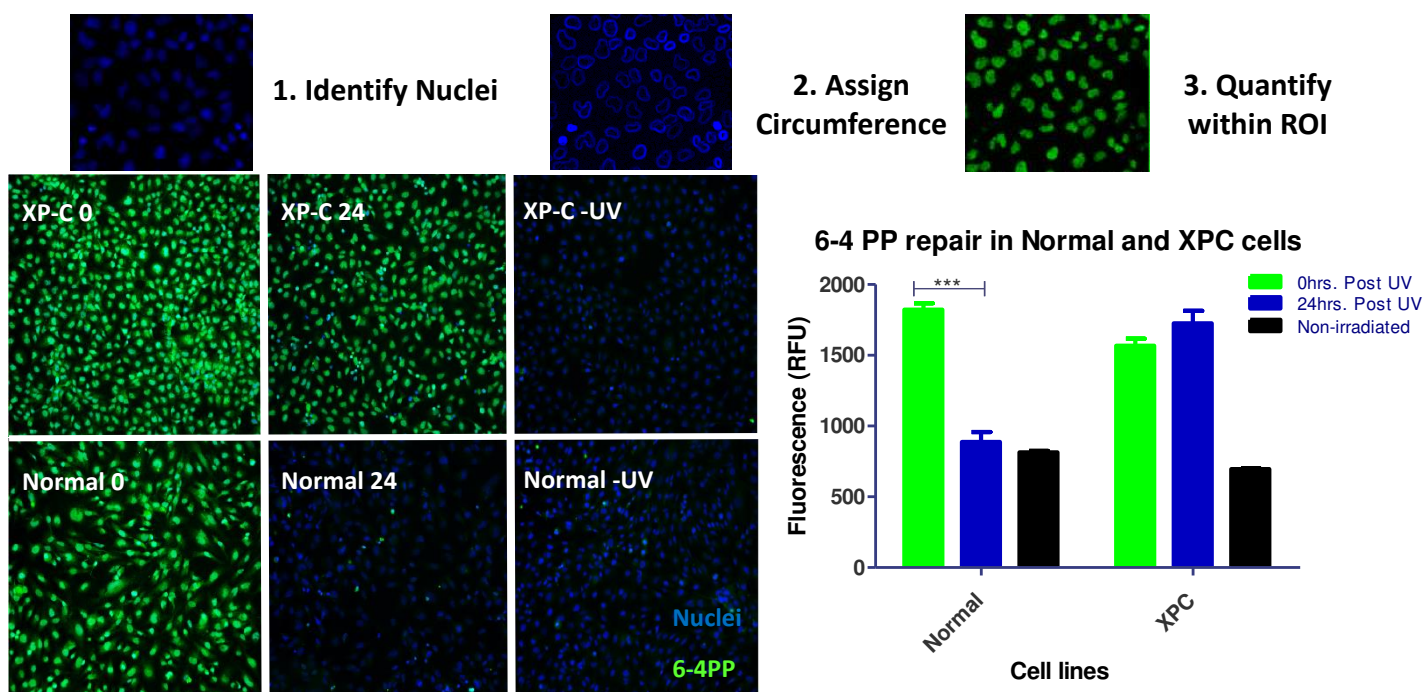 1. Identify Nuclei
2. Assign
Circumference
3. Quantify
within ROI
XP-C 0
XP-C 24
XP-C -UV
Normal 0
Normal 24
Normal -UV
Nuclei
6-4PP
6-4 PP repair in Normal and XPC cells
0hrs. Post UV
24hrs. Post UV
Non-irradiated
***
2000
1500
1000
500
0
Fluorescence (RFU)
Normal
XPC
Cell lines